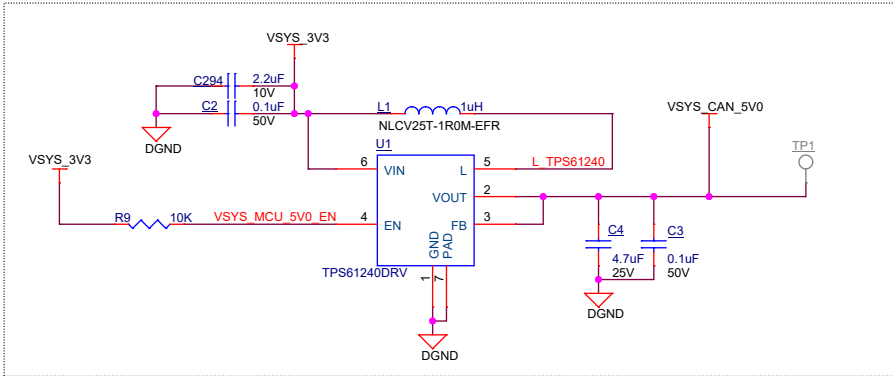 VSYS_3V3
C294 2.2uF
10V
C2 0.1uF
50V
L1 1uH
NLCV25T-1R0M-EFR
VSYS_CAN_5V0
DGND
U1
TP1
VSYS_3V3
6 VIN L 5 L_TPS61240
VOUT 2
R9 10K VSYS_MCU_5V0_EN 4 EN FB 3
GND PAD
C4 C3
4.7uF 0.1uF
25V 50V
TPS61240DRV
1 7
DGND
DGND